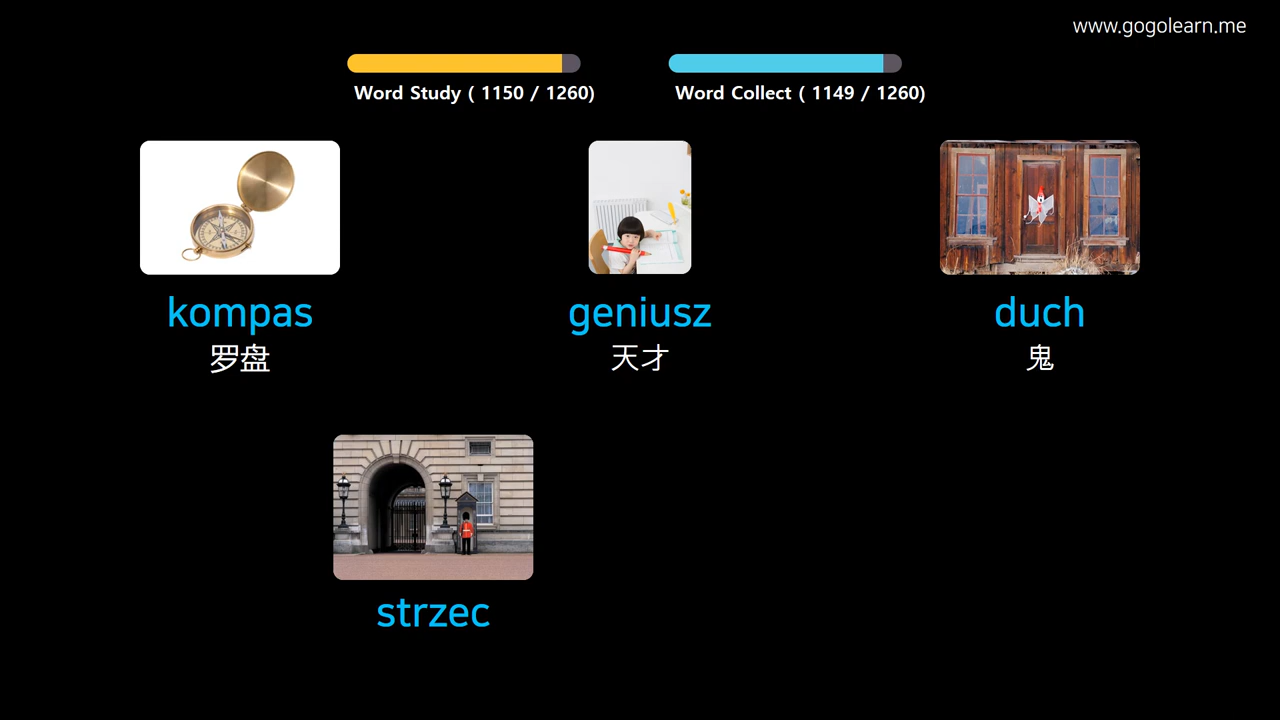 www.gogolearn.me
Word Study ( 1150 / 1260)
Word Collect ( 1149 / 1260)
kompas
罗盘
geniusz
天才
duch
鬼
strzec